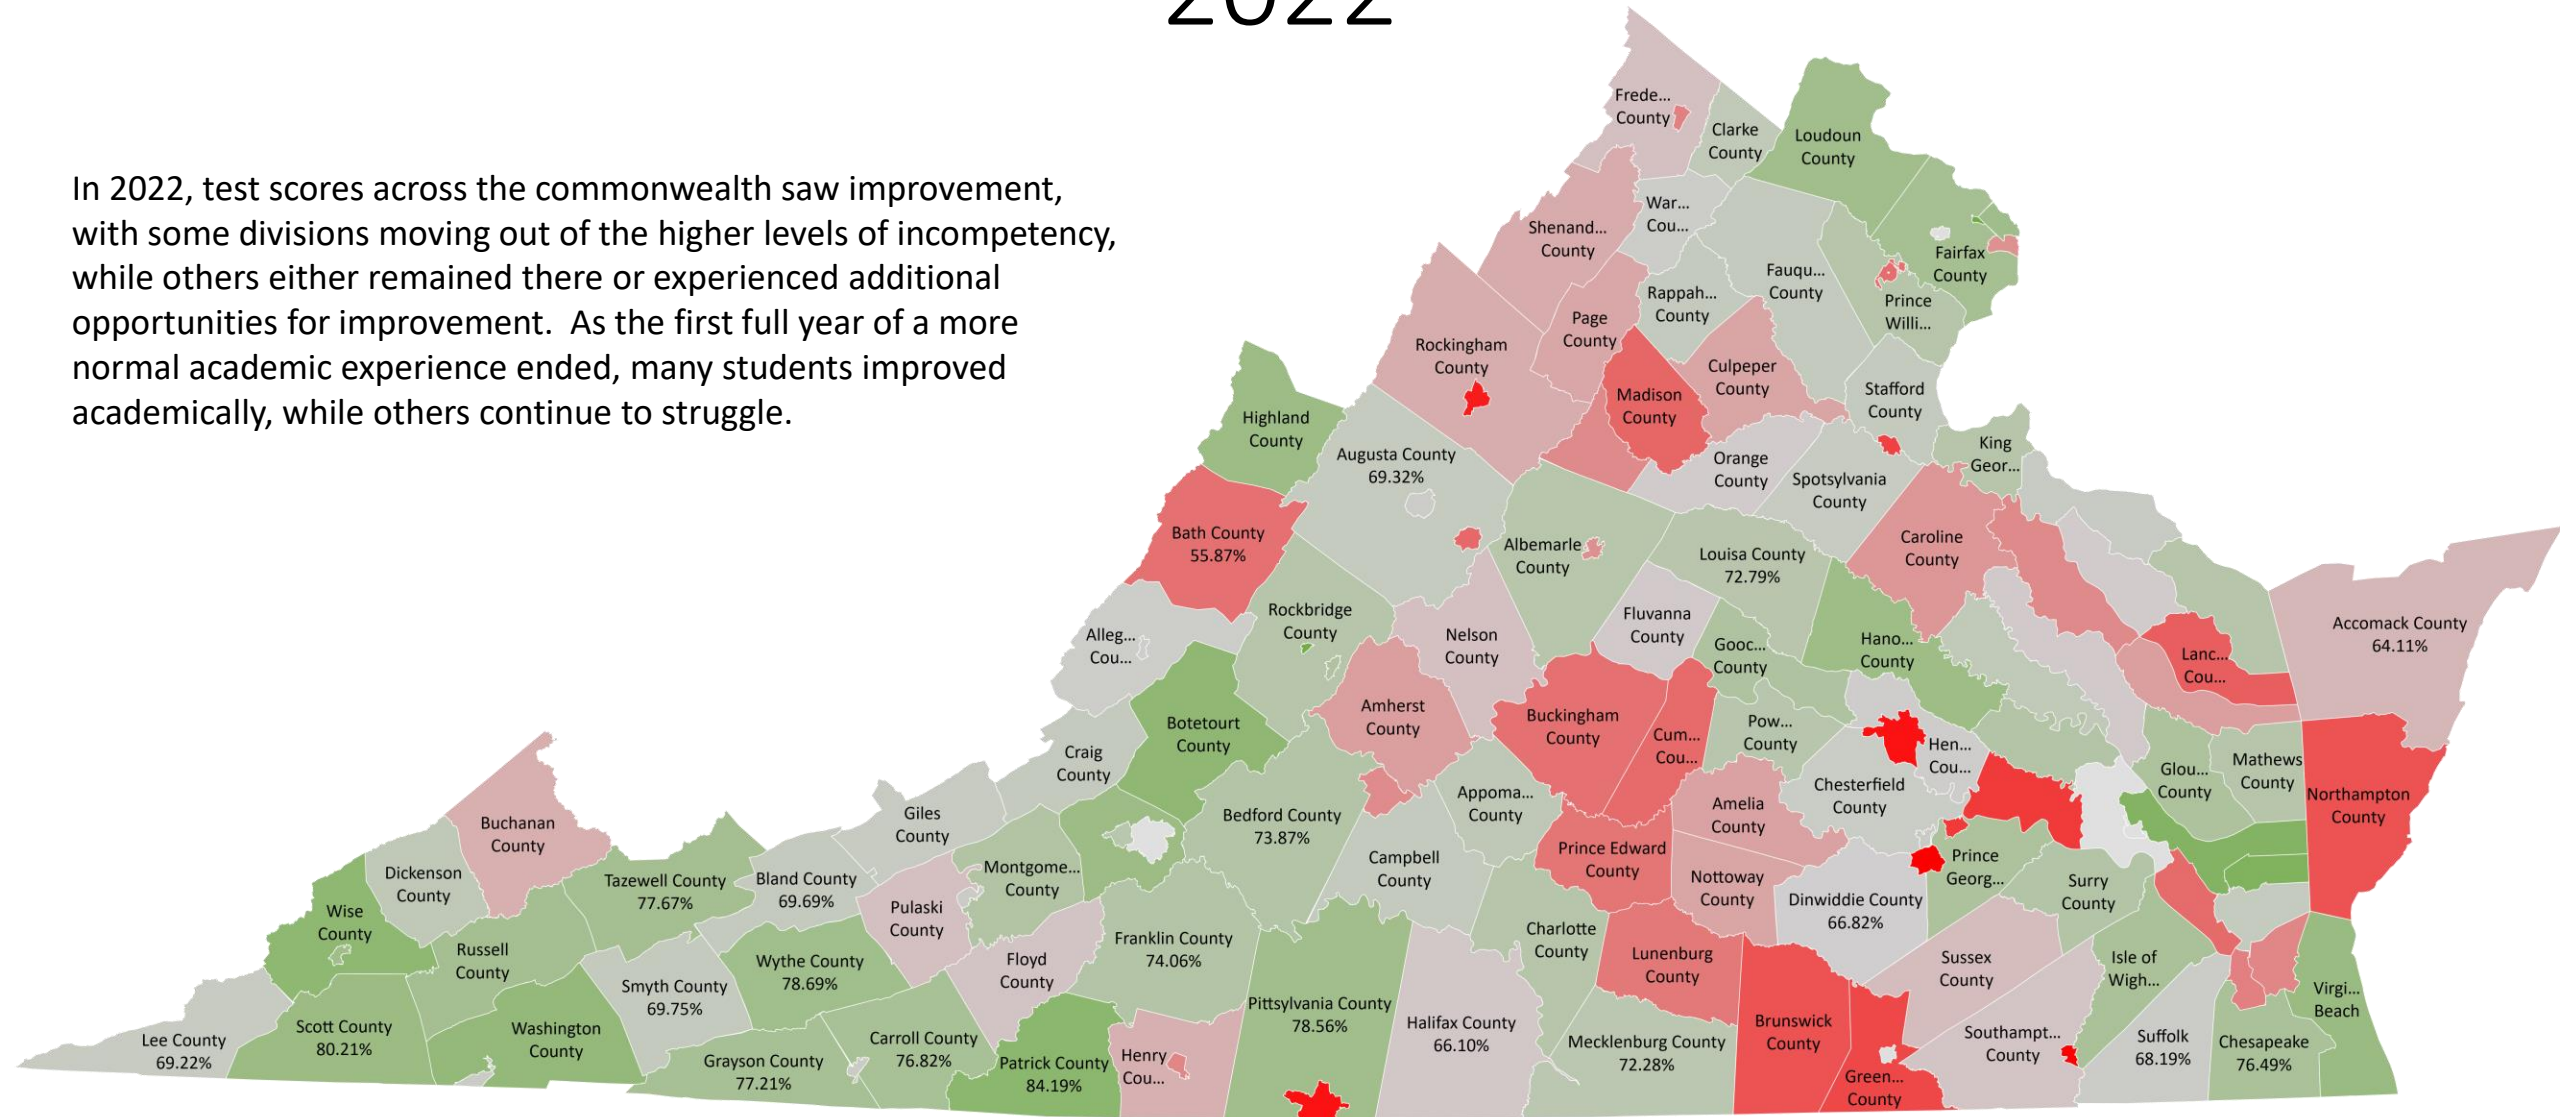 2022
In 2022, test scores across the commonwealth saw improvement,
with some divisions moving out of the higher levels of incompetency,
while others either remained there or experienced additional
opportunities for improvement.  As the first full year of a more
normal academic experience ended, many students improved
academically, while others continue to struggle.
Frede...
County
Clarke
County
Loudoun
County
War...
Cou...
Shenand...
County
Fairfax
County
Fauqu...
County
Rappah...
County
Prince
Willi...
Page
County
Rockingham
County
Culpeper
County
Madison
County
Stafford
County
Highland
County
King
Geor...
Augusta County
69.32%
Orange
County
Spotsylvania
County
Bath County
55.87%
Albemarle
County
Louisa County
72.79%
Caroline
County
Rockbridge
County
Fluvanna
County
Accomack County
64.11%
Alleg...
Cou...
Nelson
County
Gooc...
County
Hano...
County
Lanc...
Cou...
Amherst
County
Botetourt
County
Buckingham
County
Cum...
Cou...
Pow...
County
Hen...
Cou...
Craig
County
Glou...
County
Mathews
County
Chesterfield
County
Northampton
County
Appoma...
County
Amelia
County
Bedford County
73.87%
Giles
County
Buchanan
County
Prince Edward
County
Prince
Georg...
Campbell
County
Montgome...
County
Dickenson
County
Tazewell County
77.67%
Bland County
69.69%
Nottoway
County
Surry
County
Dinwiddie County
66.82%
Pulaski
County
Wise
County
Charlotte
County
Franklin County
74.06%
Russell
County
Lunenburg
County
Sussex
County
Isle of
Wigh...
Wythe County
78.69%
Floyd
County
Smyth County
69.75%
Virgi...
Beach
Pittsylvania County
78.56%
Halifax County
66.10%
Brunswick
County
Scott County
80.21%
Washington
County
Southampt...
County
Suffolk
68.19%
Lee County
69.22%
Carroll County
76.82%
Mecklenburg County
72.28%
Chesapeake
76.49%
Grayson County
77.21%
Patrick County
84.19%
Henry
Cou...
Green...
County